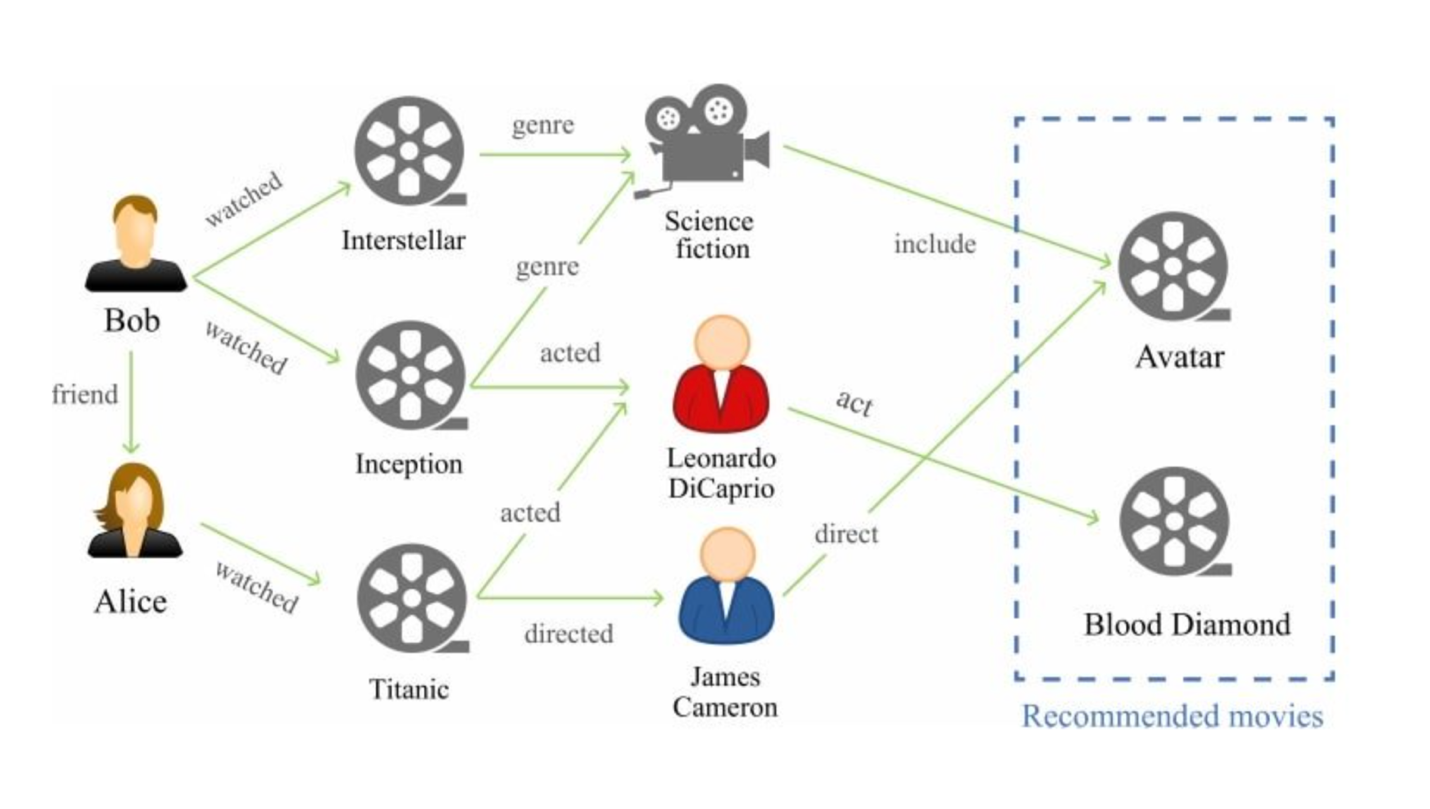 genre
watched
Interstellar
Science
fiction
include
genre
Bob
watched
acted
Avatar
friend
act
Inception
Leonardo
DiCaprio
acted
direct
Alice
watched
directed
Blood Diamond
Titanic
James
Cameron
Recommended movies